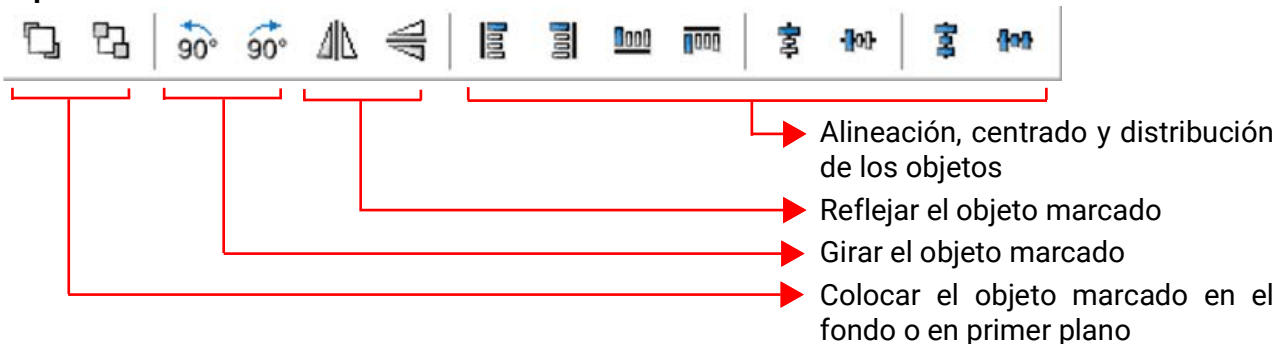 90° 90°
Alineación, centrado y distribución
de los objetos
Reflejar el objeto marcado
Girar el objeto marcado
Colocar el objeto marcado en el
fondo o en primer plano